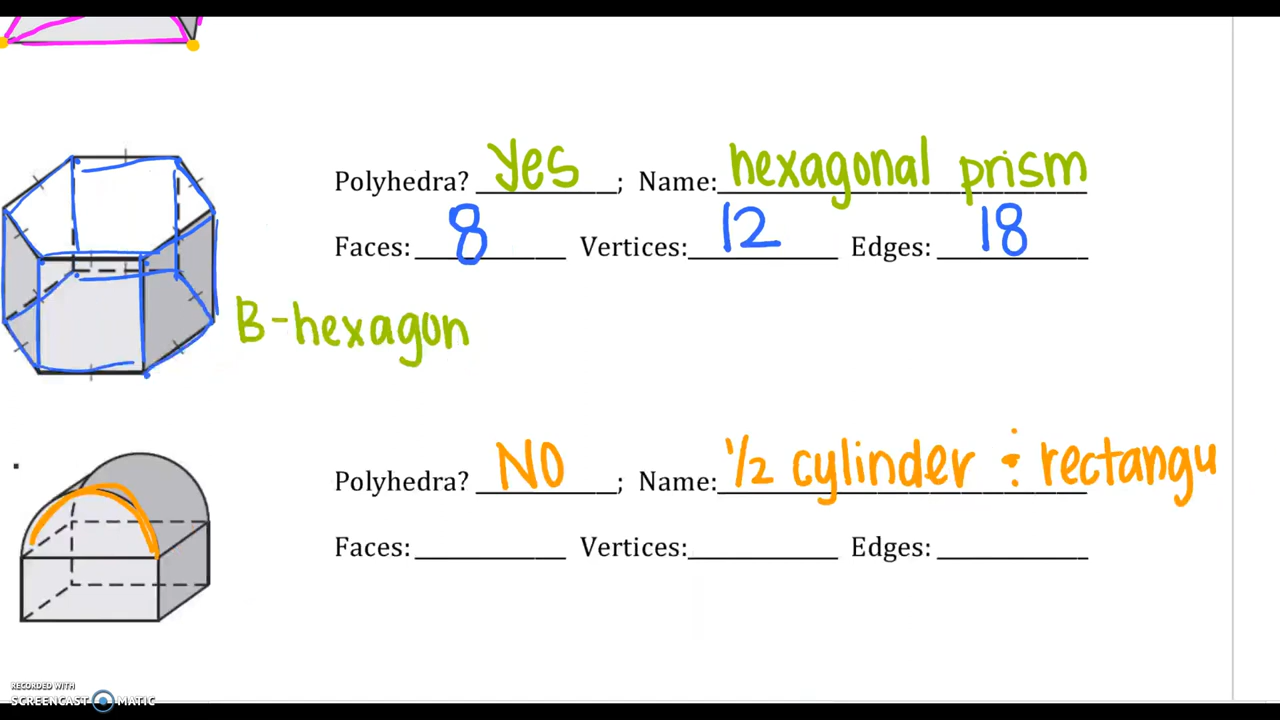 Polyhedra? yes ; Name: hexagonal prism
Faces: 8 Vertices: 12 Edges: 18
B-hexagon
Polyhedra? NO ; Name: 1/2 cylinder ÷ rectangu
Faces: Vertices: Edges:
RECORDED WITH
SCREENCAST MATIC